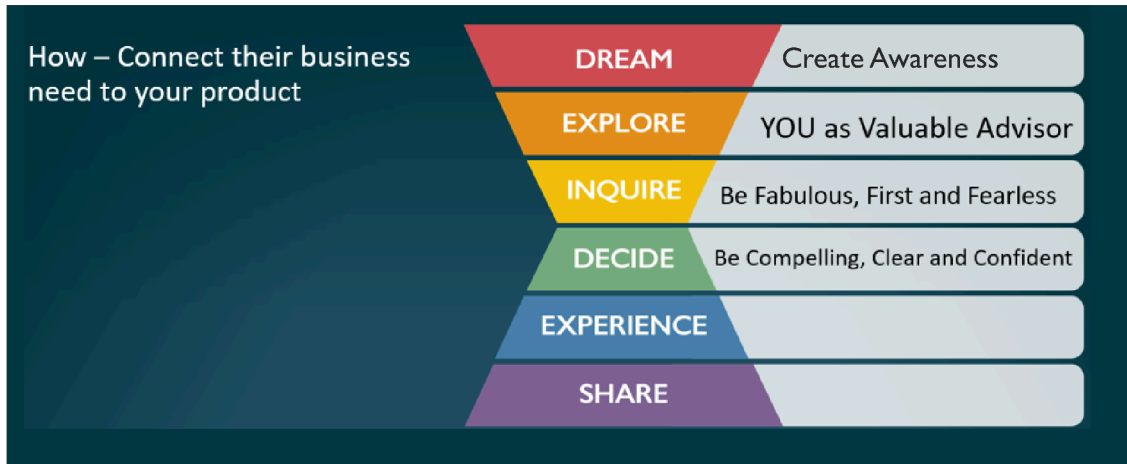 How – Connect their business
need to your product
DREAM
Create Awareness
EXPLORE
YOU as Valuable Advisor
INQUIRE
Be Fabulous, First and Fearless
DECIDE
Be Compelling, Clear and Confident
EXPERIENCE
SHARE